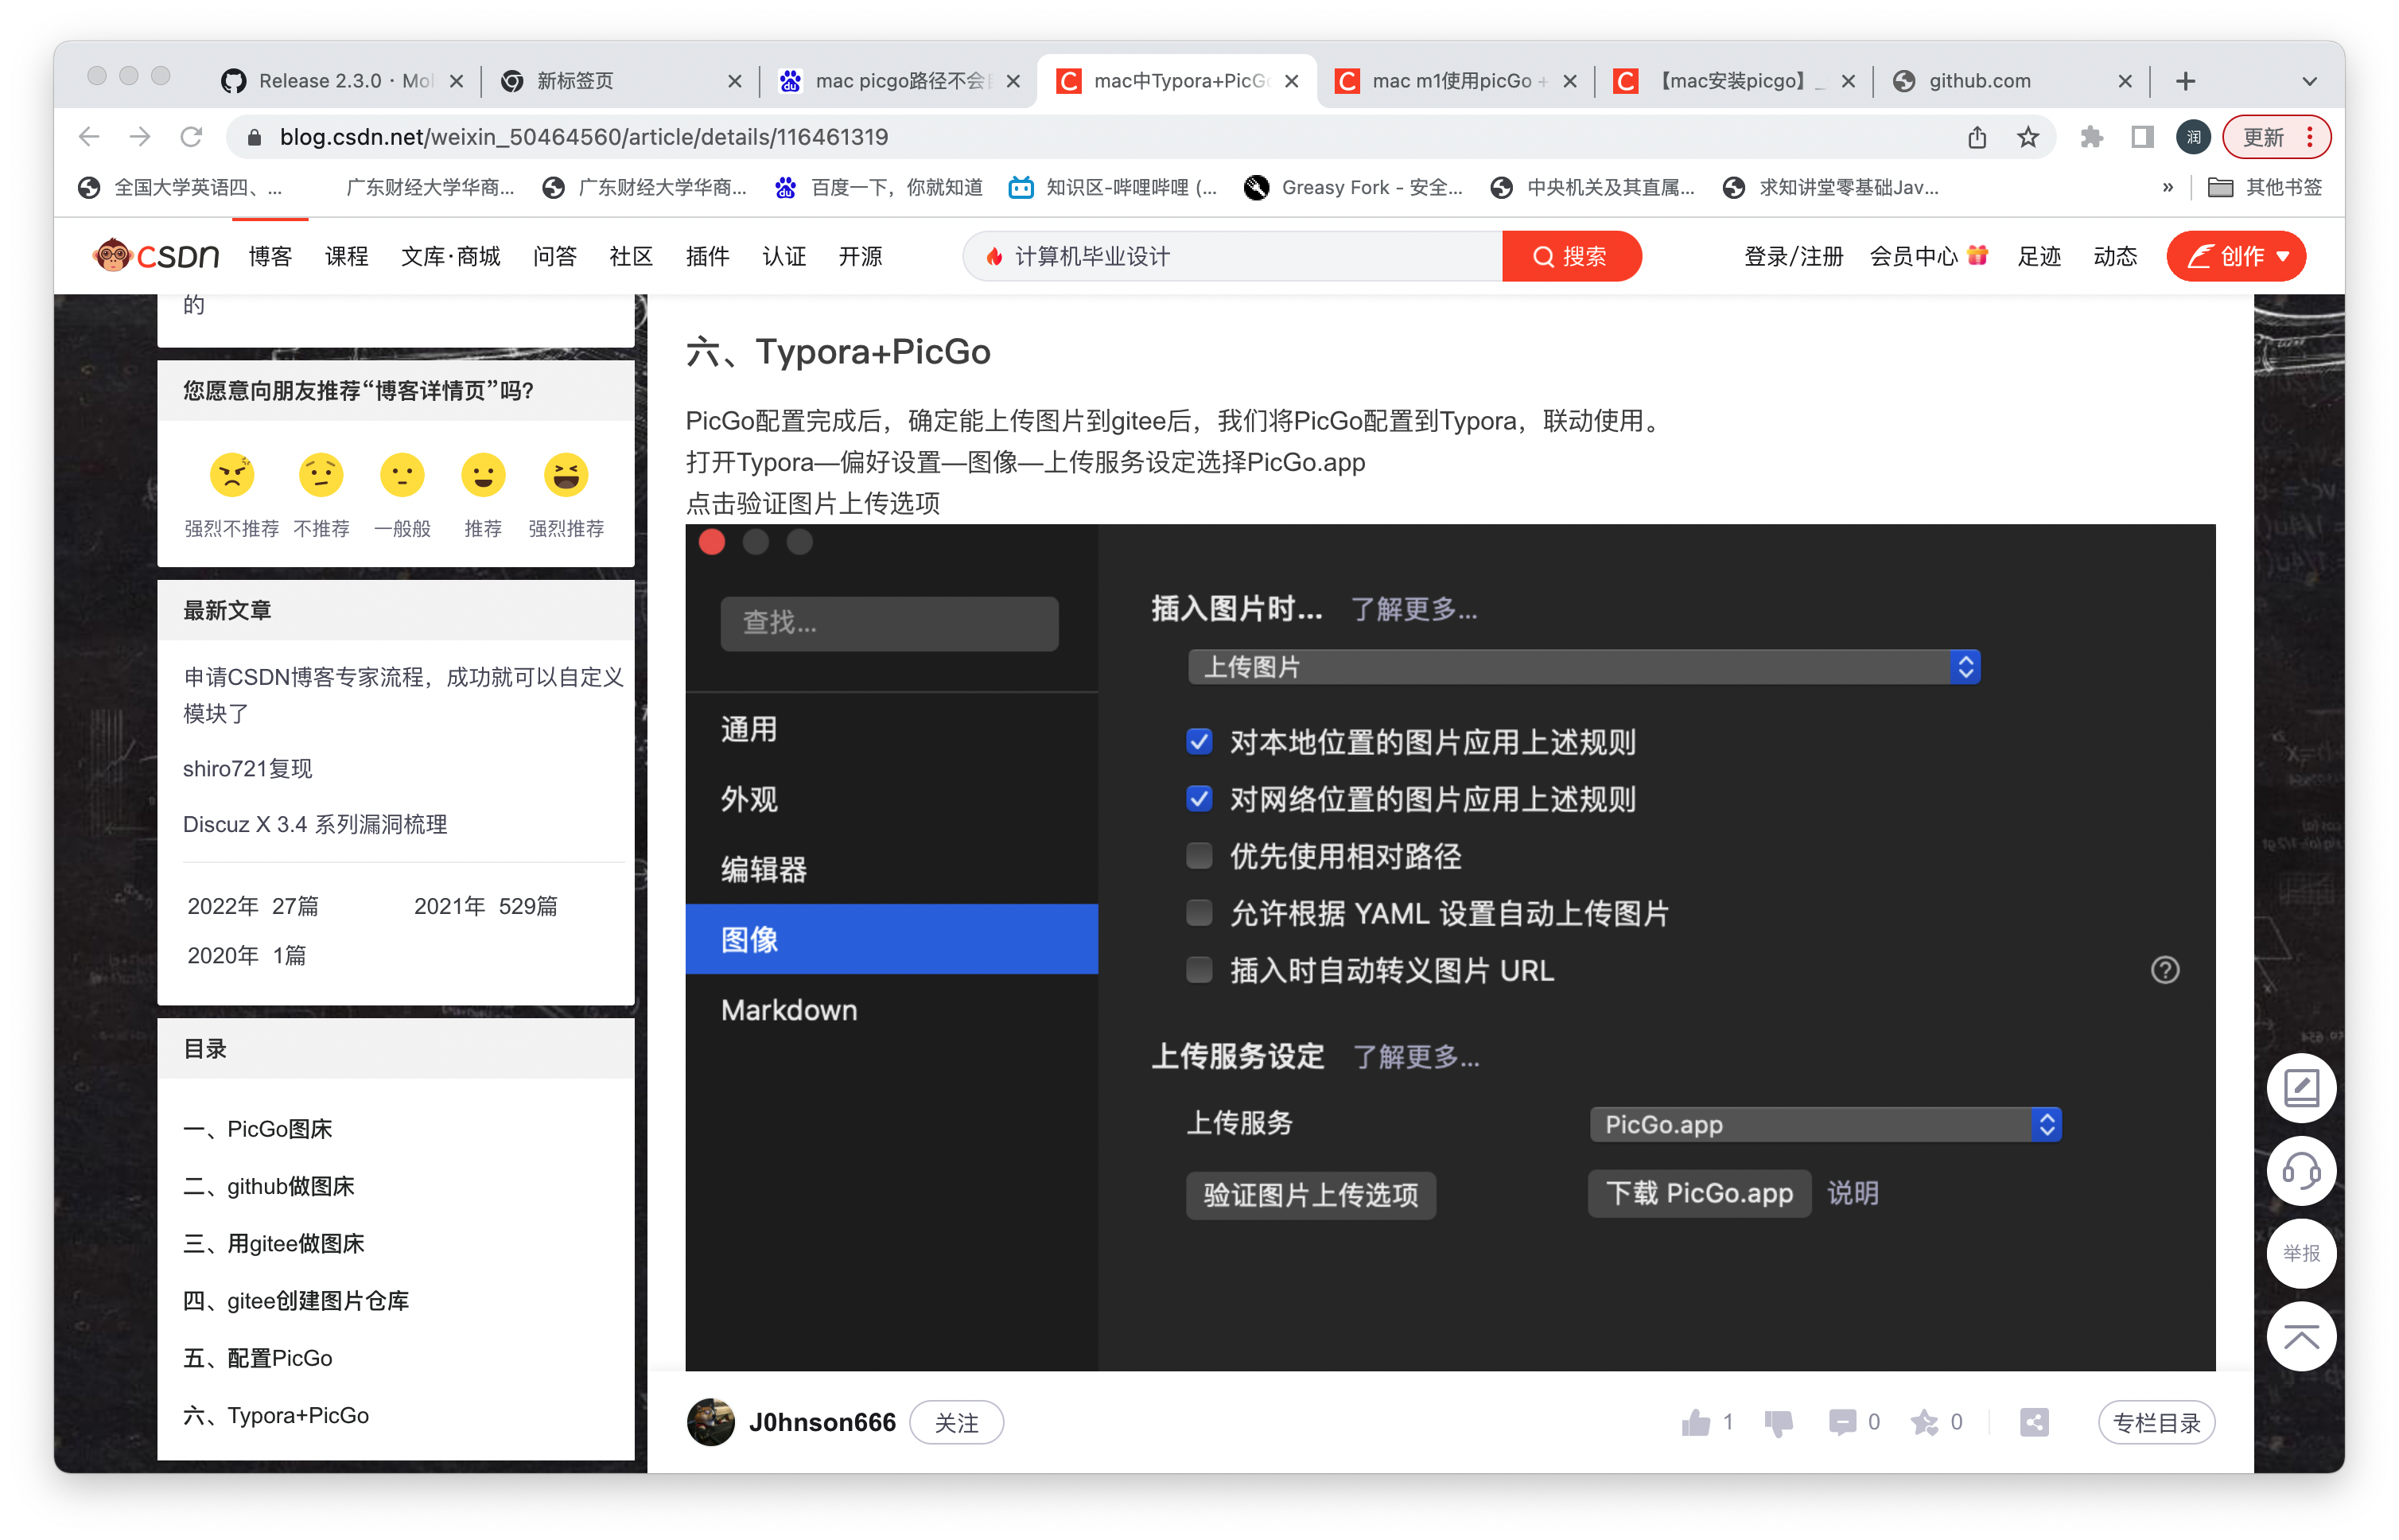 Release 2.3.0 · Mol
新标签页
mac picgo路径不会
mac中Typora+PicG
mac m1使用picGo +
【mac安装picgo】_
github.com
blog.csdn.net/weixin_50464560/article/details/116461319
润
更新
全国大学英语四、...
广东财经大学华商...
广东财经大学华商...
百度一下，你就知道
知识区-哔哩哔哩 (...
Greasy Fork - 安全...
中央机关及其直属...
求知讲堂零基础Jav...
»
其他书签
CSDN
博客
课程
文库·商城
问答
社区
插件
认证
开源
计算机毕业设计
搜索
登录/注册
会员中心
足迹
动态
创作
的
您愿意向朋友推荐“博客详情页”吗？
强烈不推荐
不推荐
一般般
推荐
强烈推荐
最新文章
申请CSDN博客专家流程，成功就可以自定义
模块了
shiro721复现
Discuz X 3.4 系列漏洞梳理
2022年 27篇
2021年 529篇
2020年 1篇
目录
一、PicGo图床
二、github做图床
三、用gitee做图床
四、gitee创建图片仓库
五、配置PicGo
六、Typora+PicGo
六、Typora+PicGo
PicGo配置完成后，确定能上传图片到gitee后，我们将PicGo配置到Typora，联动使用。
打开Typora—偏好设置—图像—上传服务设定选择PicGo.app
点击验证图片上传选项
查找...
通用
外观
编辑器
图像
Markdown
插入图片时...
了解更多...
上传图片
对本地位置的图片应用上述规则
对网络位置的图片应用上述规则
优先使用相对路径
允许根据 YAML 设置自动上传图片
插入时自动转义图片 URL
上传服务设定
了解更多...
上传服务
PicGo.app
验证图片上传选项
下载 PicGo.app
说明
举报
J0hnson666
关注
1
0
0
专栏目录